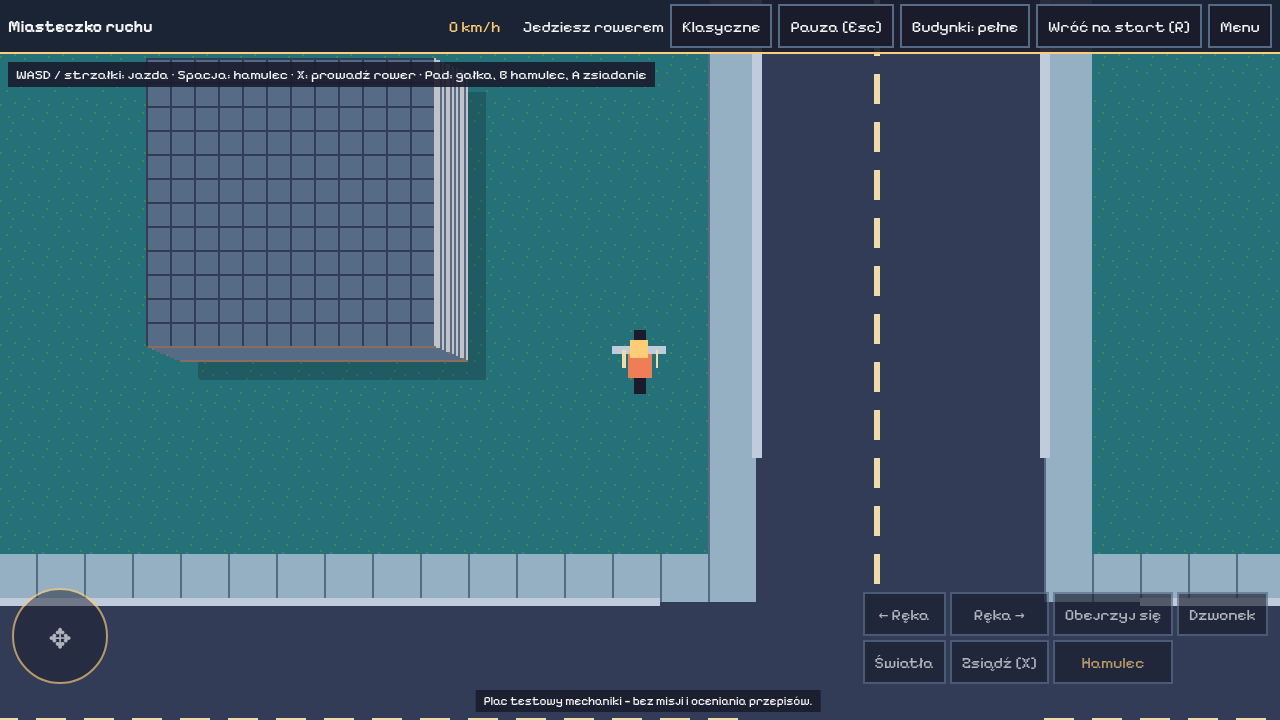 Miasteczko ruchu
0 km/h
Jedziesz rowerem
Klasyczne
Pauza (Esc)
Budynki: pełne
Wróć na start (R)
Menu
WASD / strzałki: jazda · Spacja: hamulec · X: prowadź rower · Pad: gałka, B hamulec, A zsiadanie
← Ręka
Ręka →
Obejrzyj się
Dzwonek
Światła
Zsiądź (X)
Hamulec
Plac testowy mechaniki – bez misji i oceniania przepisów.